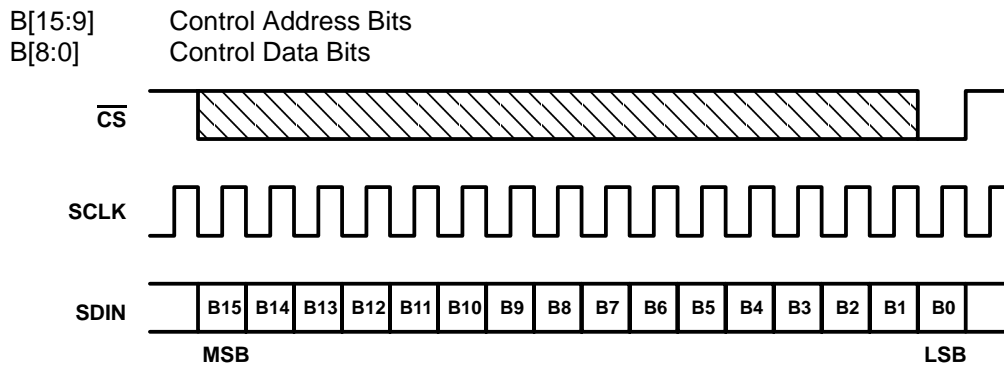 B[15:9] Control Address Bits
B[8:0] Control Data Bits
CS
SCLK
SDIN B15 B14 B13 B12 B11 B10 B9 B8 B7 B6 B5 B4 B3 B2 B1 B0
MSB LSB